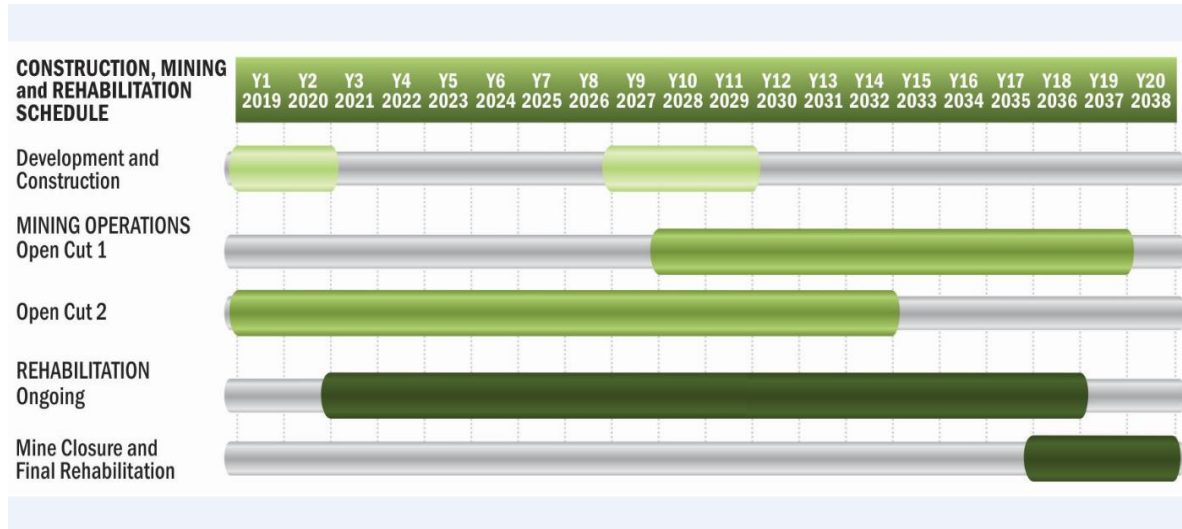 CONSTRUCTION, MINING
and REHABILITATION
SCHEDULE
Y1 Y2 Y3 Y4 Y5 Y6 Y7 Y8 Y9 Y10 Y11 Y12 Y13 Y14 Y15 Y16 Y17 Y18 Y19 Y20
2019 2020 2021 2022 2023 2024 2025 2026 2027 2028 2029 2030 2031 2032 2033 2034 2035 2036 2037 2038
Development and
Construction
MINING OPERATIONS
Open Cut 1
Open Cut 2
REHABILITATION
Ongoing
Mine Closure and
Final Rehabilitation